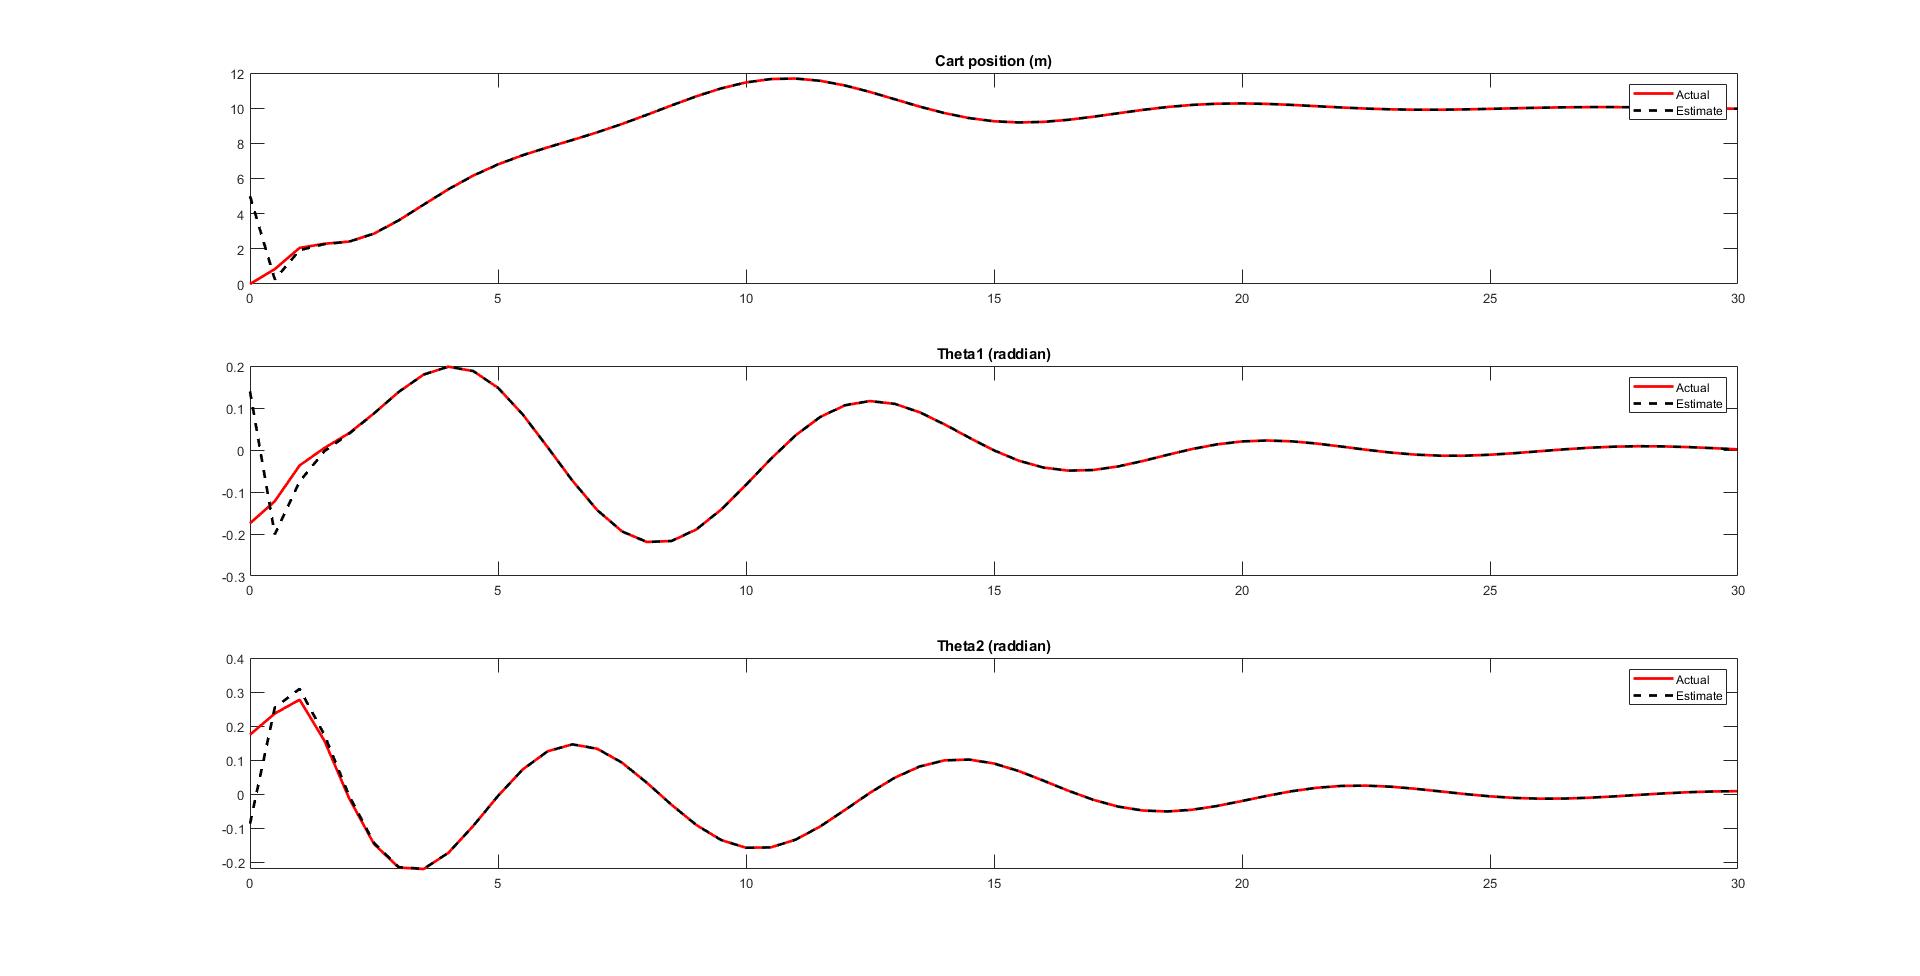 Cart position (m)
12
10
8
6
4
2
0
Actual
Estimate
0 5 10 15 20 25 30
Theta1 (raddian)
0.2
0.1
0
-0.1
-0.2
-0.3
Actual
Estimate
0 5 10 15 20 25 30
Theta2 (raddian)
0.4
0.3
0.2
0.1
0
-0.1
-0.2
Actual
Estimate
0 5 10 15 20 25 30